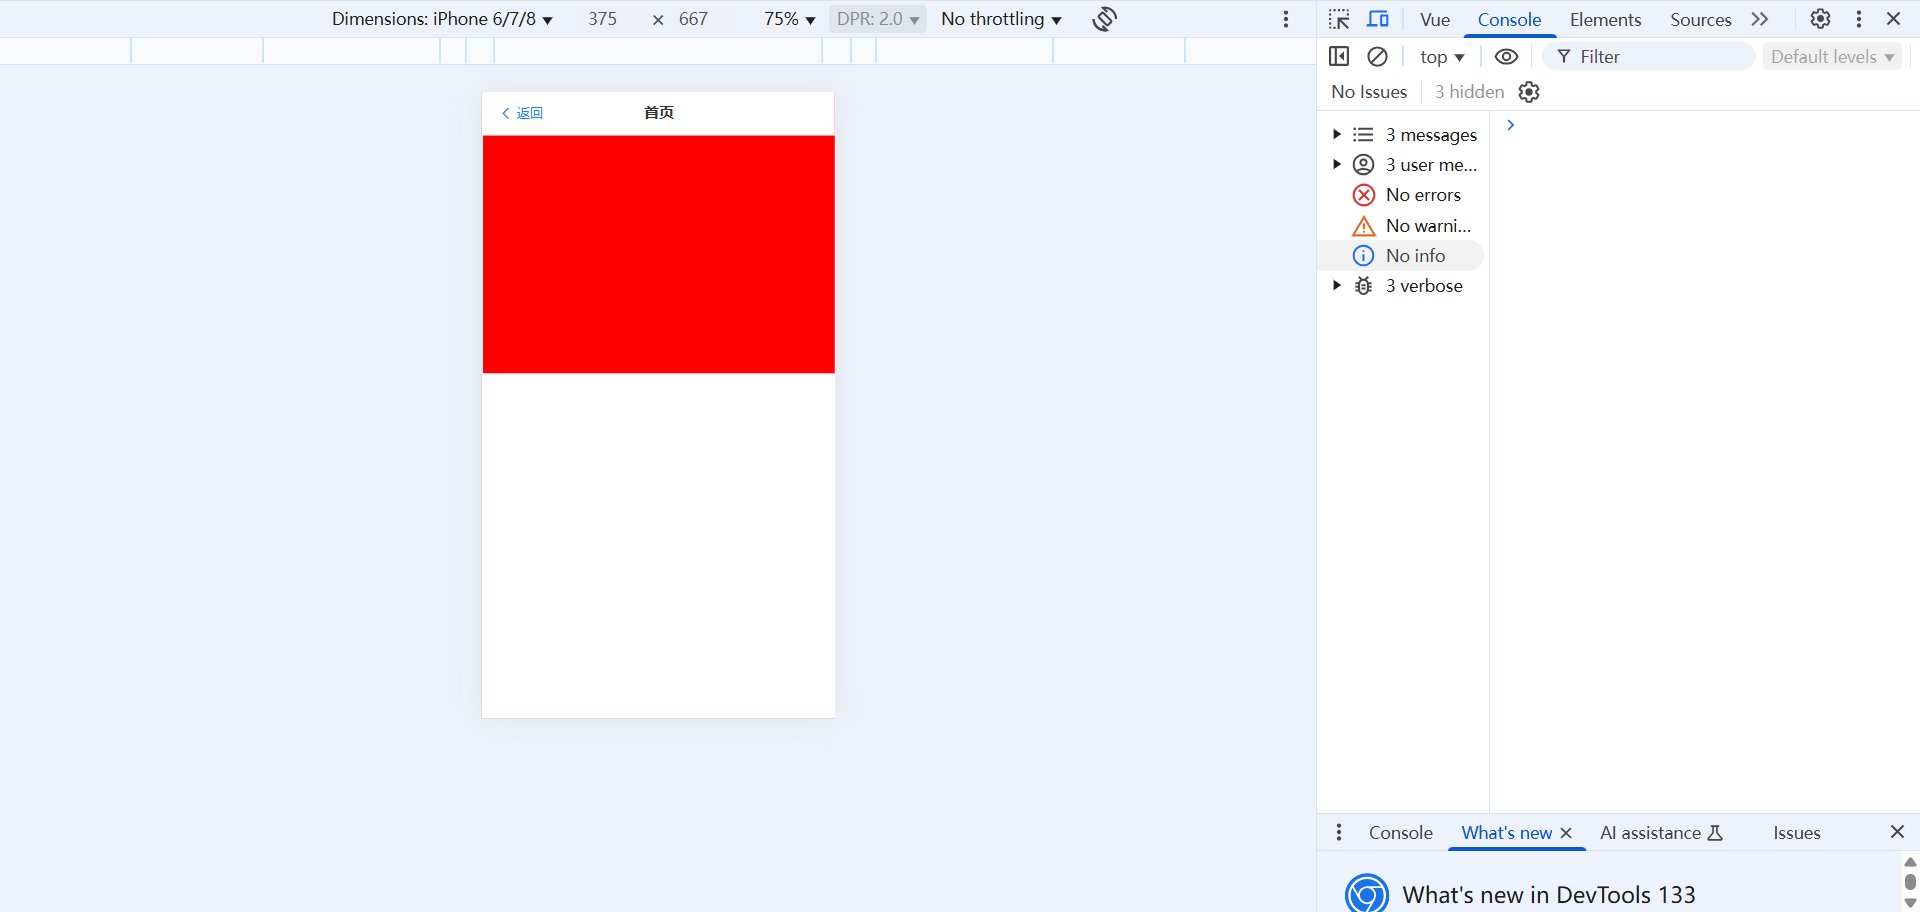 Dimensions: iPhone 6/7/8 375 × 667 75% DPR: 2.0 No throttling
返回 首页
Vue Console Elements Sources
top Filter Default levels
No Issues 3 hidden
3 messages
3 user me...
No errors
No warni...
No info
3 verbose
Console What's new AI assistance Issues
What's new in DevTools 133